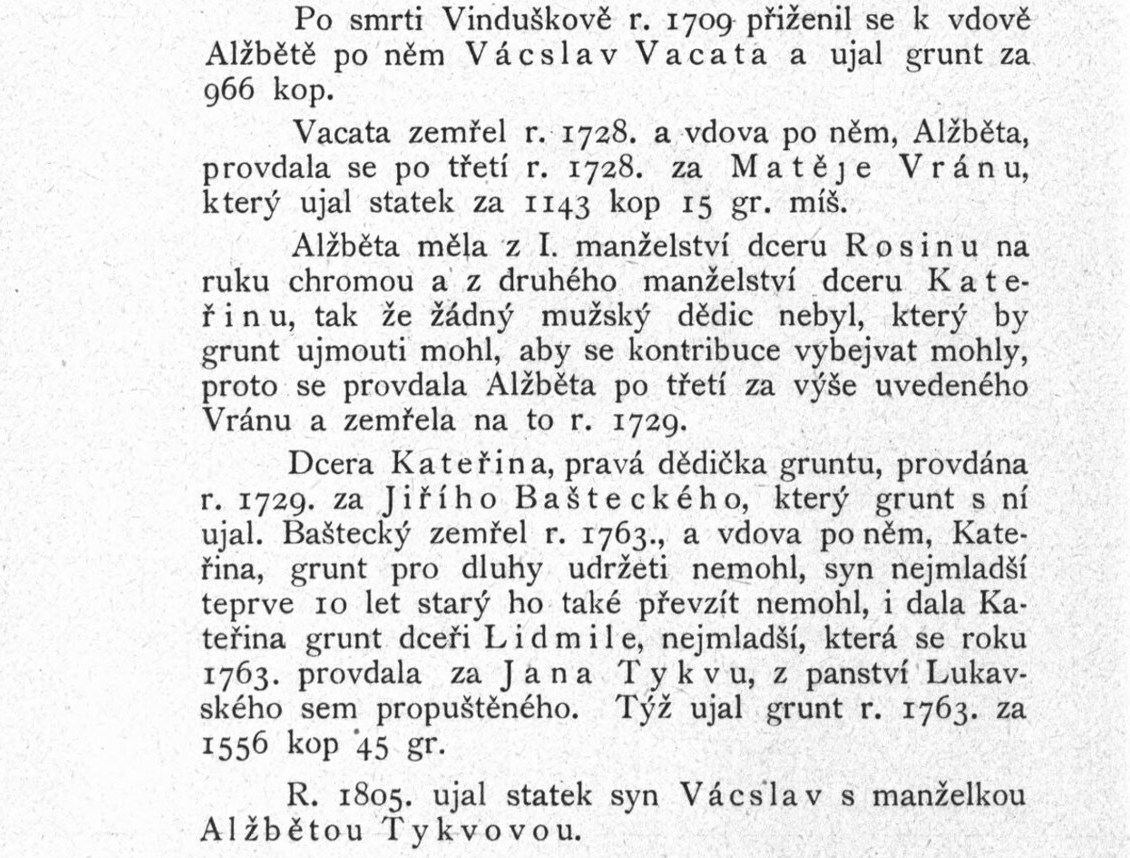 Po smrti Vinduškově r. 1709 přiženil se k vdově
Alžbětě po něm Vácslav Vacata a ujal grunt za
966 kop.
Vacata zemřel r. 1728. a vdova po něm, Alžběta,
provdala se po třetí r. 1728. za Matěje Vránu,
který ujal statek za 1143 kop 15 gr. míš.
Alžběta měla z I. manželství dceru Rosinu na
ruku chromou a z druhého manželství dceru Kate-
řinu, tak že žádný mužský dědic nebyl, který by
grunt ujmouti mohl, aby se kontribuce vybejvat mohly,
proto se provdala Alžběta po třetí za výše uvedeného
Vránu a zemřela na to r. 1729.
Dcera Kateřina, pravá dědička gruntu, provdána
r. 1729. za Jiřího Bašteckého, který grunt s ní
ujal. Baštecký zemřel r. 1763., a vdova po něm, Kate-
řina, grunt pro dluhy udržeti nemohl, syn nejmladší
teprve 10 let starý ho také převzít nemohl, i dala Ka-
teřina grunt dceři Lidmile, nejmladší, která se roku
1763. provdala za Jana Tykvu, z panství Lukav-
ského sem propuštěného. Týž ujal grunt r. 1763. za
1556 kop 45 gr.
R. 1805. ujal statek syn Vácslav s manželkou
Alžbětou Tykvovou.